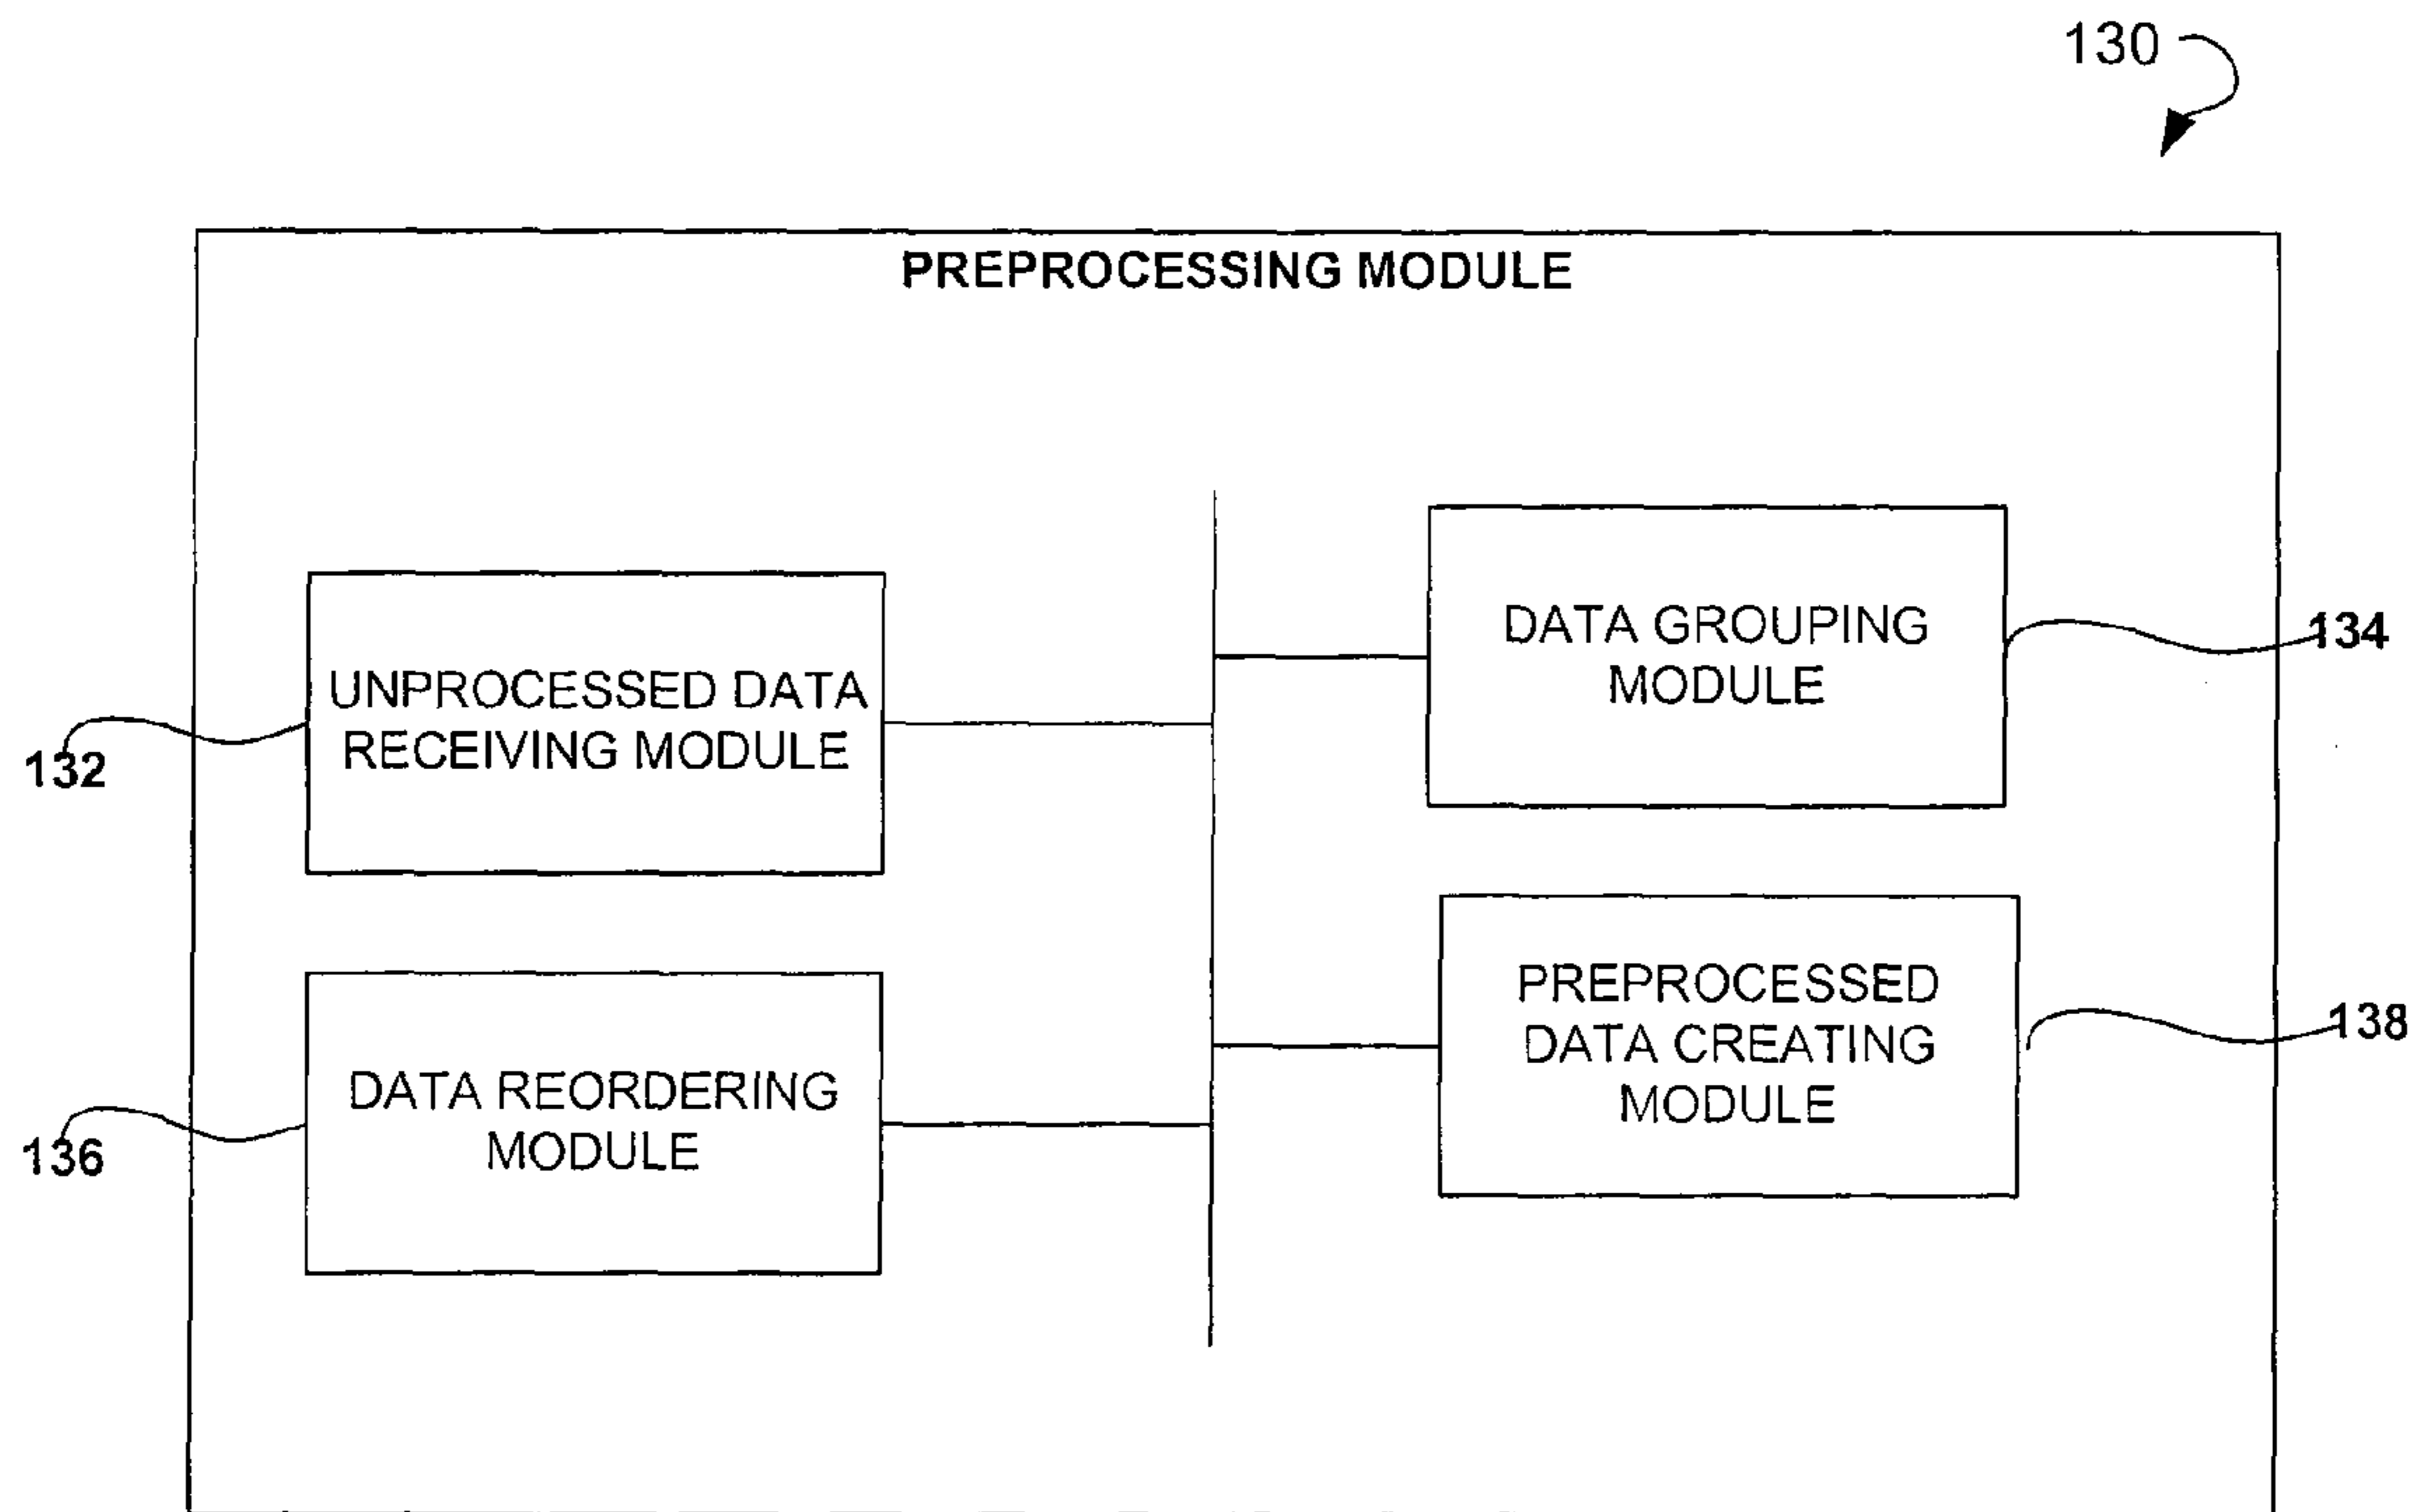 130
PREPROCESSING MODULE
UNPROCESSED DATA
RECEIVING MODULE
132
DATA GROUPING
MODULE
134
DATA REORDERING
MODULE
136
PREPROCESSED
DATA CREATING
MODULE
138